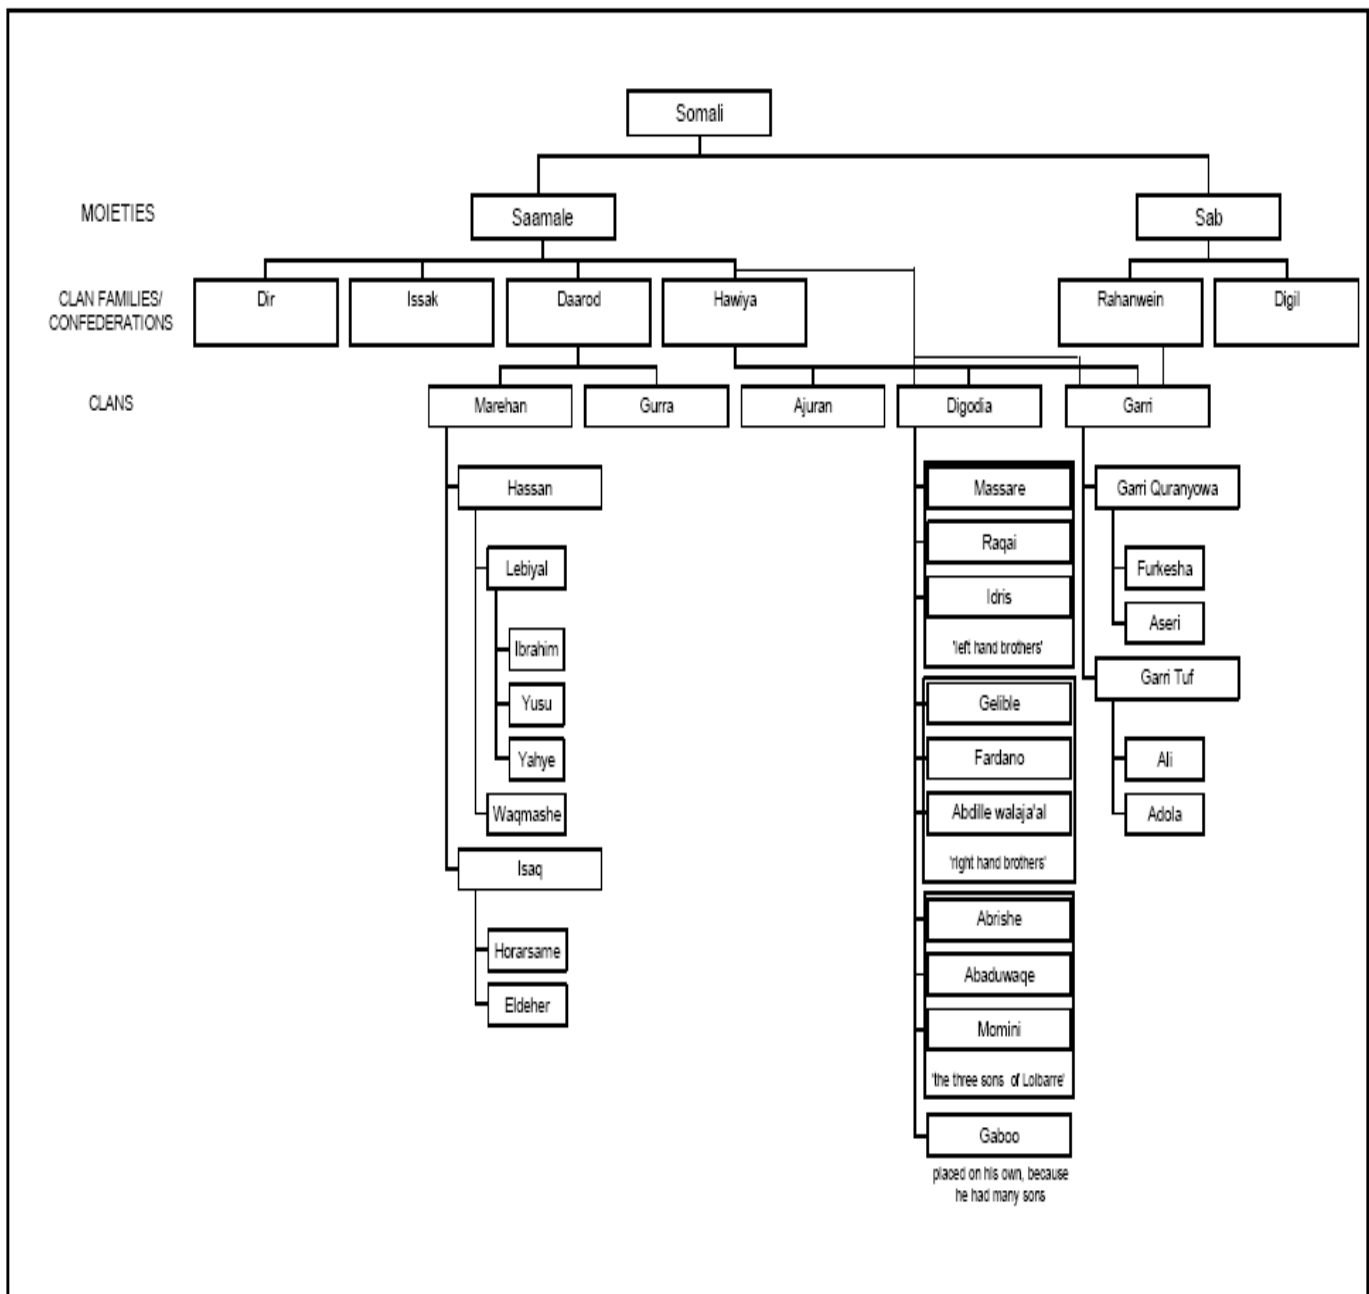 Somali
MOIETIES
Saamale
Sab
CLAN FAMILIES/
CONFEDERATIONS
Dir
Issak
Daarod
Hawiya
Rahanwein
Digil
CLANS
Marehan
Gurra
Ajuran
Digodia
Garri
Hassan
Lebiyal
Ibrahim
Yusu
Yahye
Waqmashe
Isaq
Horarsame
Eldeher
Massare
Raqai
Idris
'left hand brothers'
Gelible
Fardano
Abdille walaja'al
'right hand brothers'
Abrishe
Abaduwaqe
Momini
'the three sons of Lolbarre'
Gaboo
placed on his own, because
he had many sons
Garri Quranyowa
Furkesha
Aseri
Garri Tuf
Ali
Adola